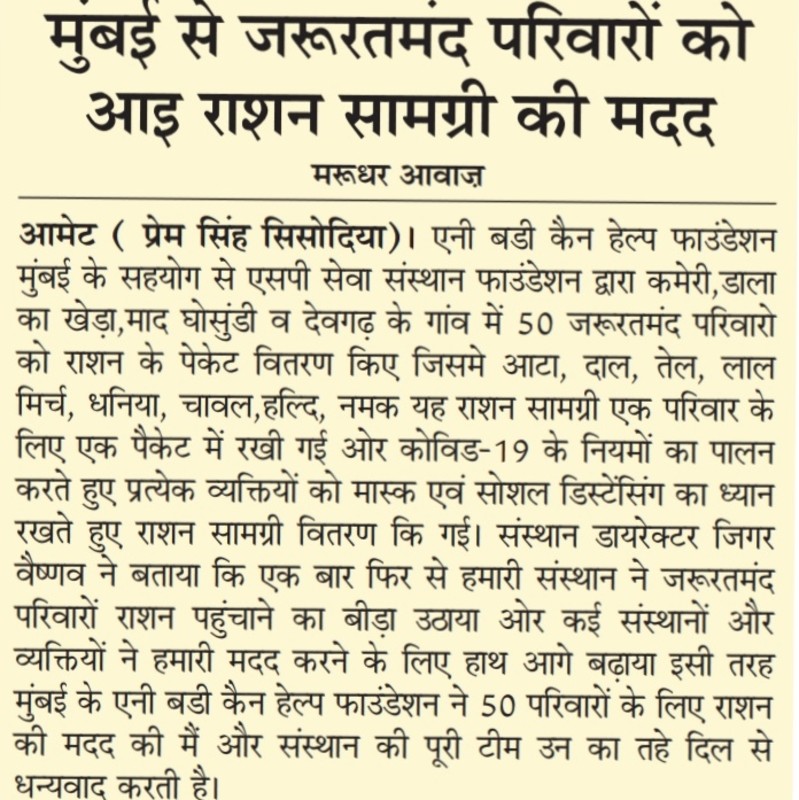 मुंबई से जरूरतमंद परिवारों को
आइ राशन सामग्री की मदद
मरूधर आवाज़
आमेट ( प्रेम सिंह सिसोदिया)। एनी बडी कैन हेल्प फाउंडेशन
मुंबई के सहयोग से एसपी सेवा संस्थान फाउंडेशन द्वारा कमेरी,डाला
का खेड़ा,माद घोसुंडी व देवगढ़ के गांव में 50 जरूरतमंद परिवारो
को राशन के पेकेट वितरण किए जिसमे आटा, दाल, तेल, लाल
मिर्च, धनिया, चावल,हल्दि, नमक यह राशन सामग्री एक परिवार के
लिए एक पैकेट में रखी गई ओर कोविड-19 के नियमों का पालन
करते हुए प्रत्येक व्यक्तियों को मास्क एवं सोशल डिस्टेंसिंग का ध्यान
रखते हुए राशन सामग्री वितरण कि गई। संस्थान डायरेक्टर जिगर
वैष्णव ने बताया कि एक बार फिर से हमारी संस्थान ने जरूरतमंद
परिवारों राशन पहुंचाने का बीड़ा उठाया ओर कई संस्थानों और
व्यक्तियों ने हमारी मदद करने के लिए हाथ आगे बढ़ाया इसी तरह
मुंबई के एनी बडी कैन हेल्प फाउंडेशन ने 50 परिवारों के लिए राशन
की मदद की मैं और संस्थान की पूरी टीम उन का तहे दिल से
धन्यवाद करती है।